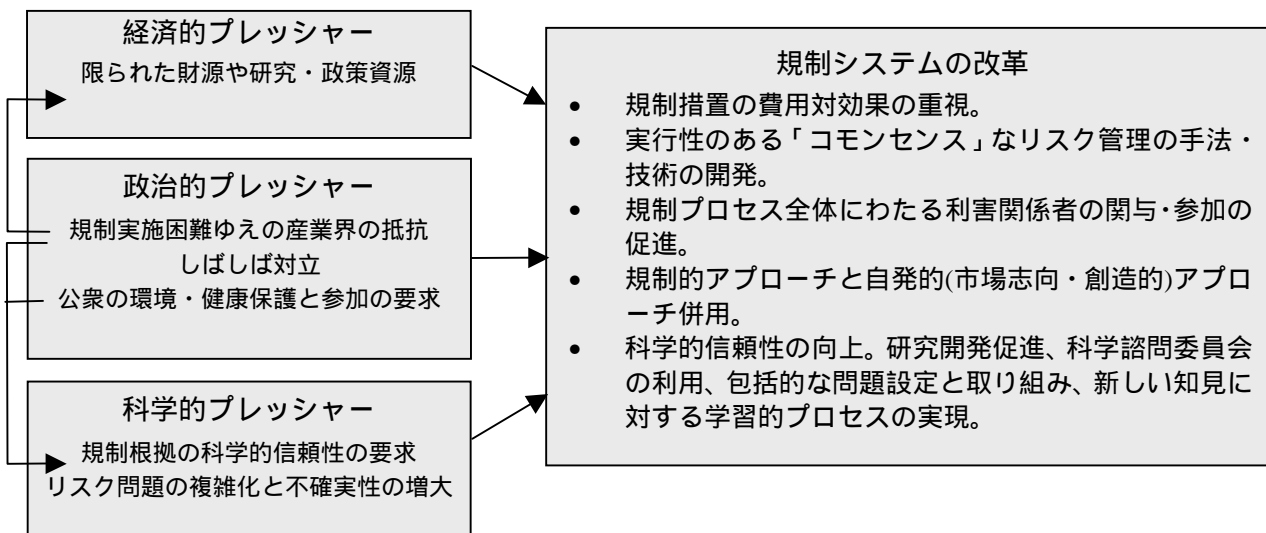 経済的プレッシャー
限られた財源や研究・政策資源
政治的プレッシャー
規制実施困難ゆえの産業界の抵抗
しばしば対立
公衆の環境・健康保護と参加の要求
科学的プレッシャー
規制根拠の科学的信頼性の要求
リスク問題の複雑化と不確実性の増大
規制システムの改革
• 規制措置の費用対効果の重視。
• 実行性のある「コモンセンス」なリスク管理の手法・
技術の開発。
• 規制プロセス全体にわたる利害関係者の関与・参加の
促進。
• 規制的アプローチと自発的(市場志向・創造的)アプロ
ーチ併用。
• 科学的信頼性の向上。研究開発促進、科学諮問委員会
の利用、包括的な問題設定と取り組み、新しい知見に
対する学習的プロセスの実現。